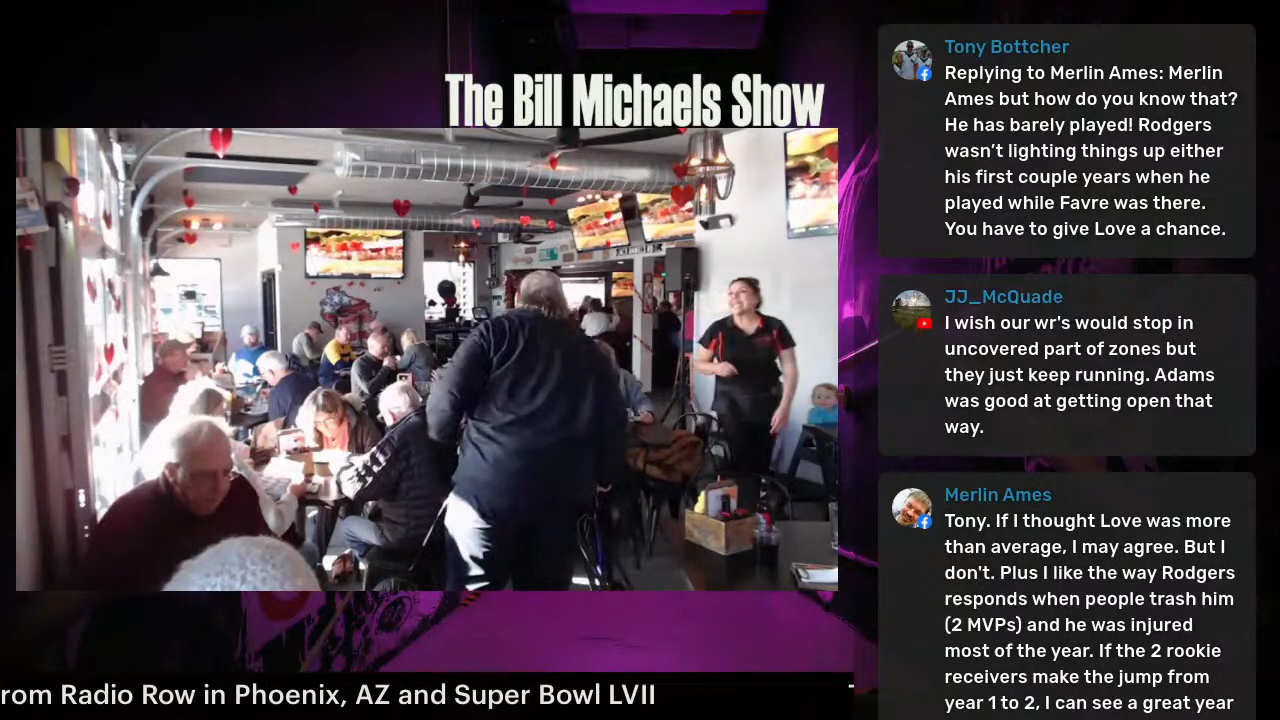 The Bill Michaels Show
Tony Bottcher
Replying to Merlin Ames: Merlin
Ames but how do you know that?
He has barely played! Rodgers
wasn’t lighting things up either
his first couple years when he
played while Favre was there.
You have to give Love a chance.
JJ_McQuade
I wish our wr's would stop in
uncovered part of zones but
they just keep running. Adams
was good at getting open that
way.
Merlin Ames
Tony. If I thought Love was more
than average, I may agree. But I
don't. Plus I like the way Rodgers
responds when people trash him
(2 MVPs) and he was injured
most of the year. If the 2 rookie
receivers make the jump from
year 1 to 2, I can see a great year
rom Radio Row in Phoenix, AZ and Super Bowl LVII